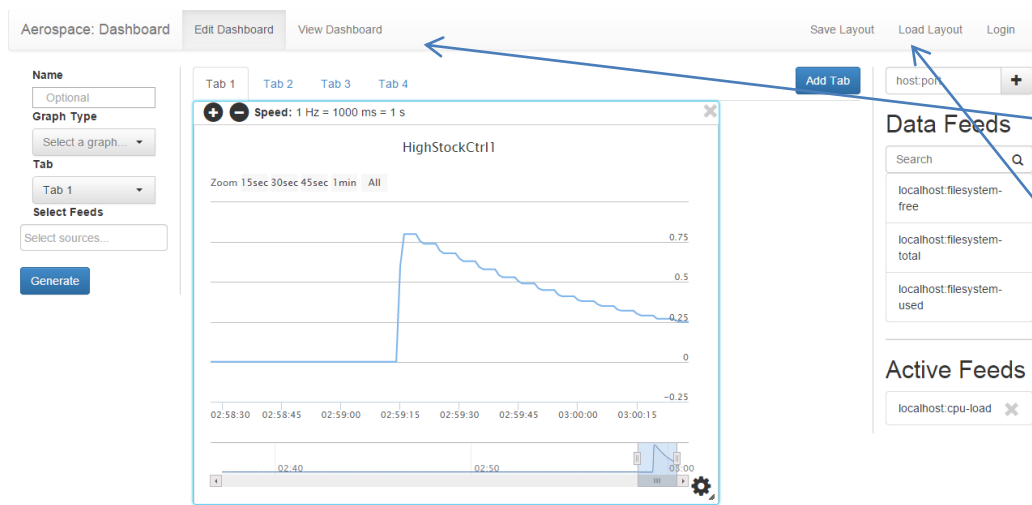 Aerospace: Dashboard Edit Dashboard View Dashboard Save Layout Load Layout Login
Name
Optional
Graph Type
Select a graph...
Tab
Tab 1
Select Feeds
Select sources...
Generate
Tab 1 Tab 2 Tab 3 Tab 4 Add Tab
Speed: 1 Hz = 1000 ms = 1 s
HighStockCtrl1
Zoom 15sec 30sec 45sec 1min All
0.75
0.5
0.25
0
-0.25
02:58:30 02:58:45 02:59:00 02:59:15 02:59:30 02:59:45 03:00:00 03:00:15
02:40 02:50 03:00
host:port
Data Feeds
Search
localhost:filesystem-
free
localhost:filesystem-
total
localhost:filesystem-
used
Active Feeds
localhost:cpu-load